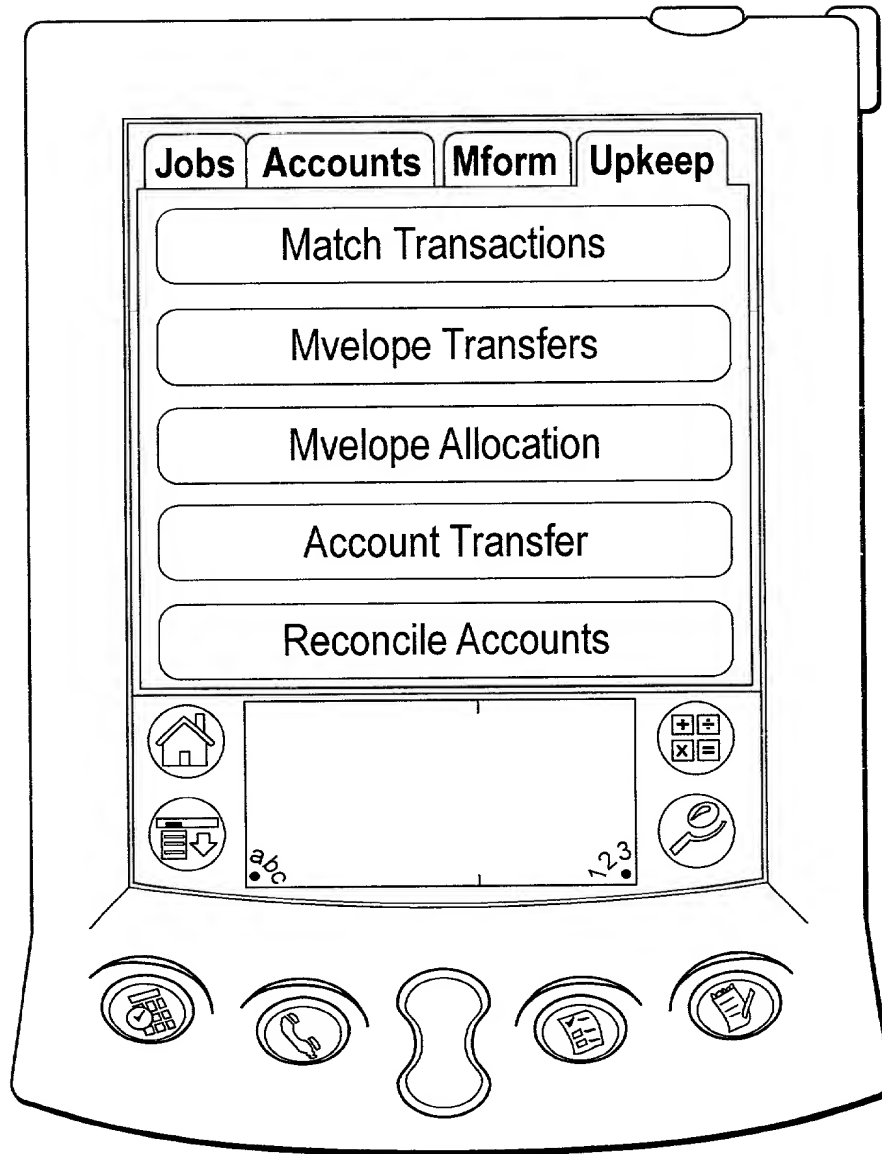 Jobs Accounts Mform Upkeep
Match Transactions
Mvelope Transfers
Mvelope Allocation
Account Transfer
Reconcile Accounts
+ ÷
x =
abc 123